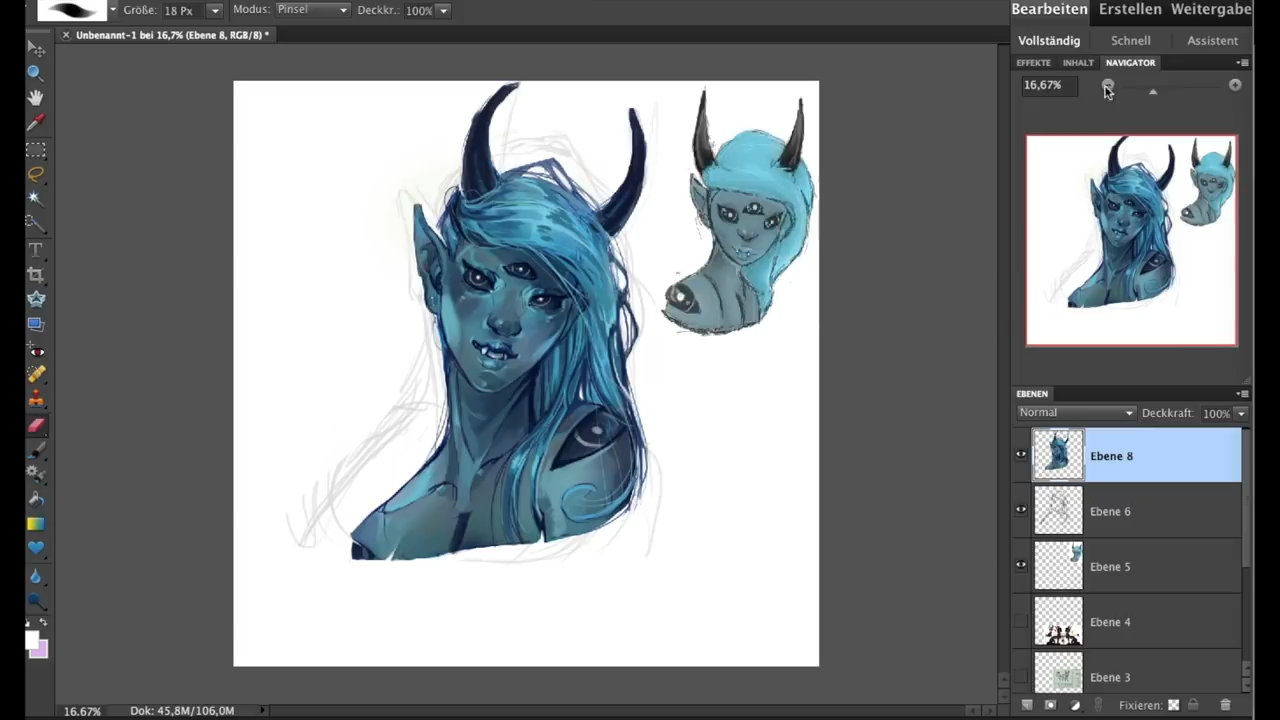 Größe: 18 Px Modus: Pinsel Deckkr.: 100%
Bearbeiten Erstellen Weitergabe
Unbenannt-1 bei 16,7% (Ebene 8, RGB/8) *
Vollständig Schnell Assistent
EFFEKTE INHALT NAVIGATOR
16,67%
EBENEN
Normal Deckkraft: 100%
Ebene 8
Ebene 6
Ebene 5
Ebene 4
Ebene 3
16.67% Dok: 45,8M/106,0M
Fixieren: